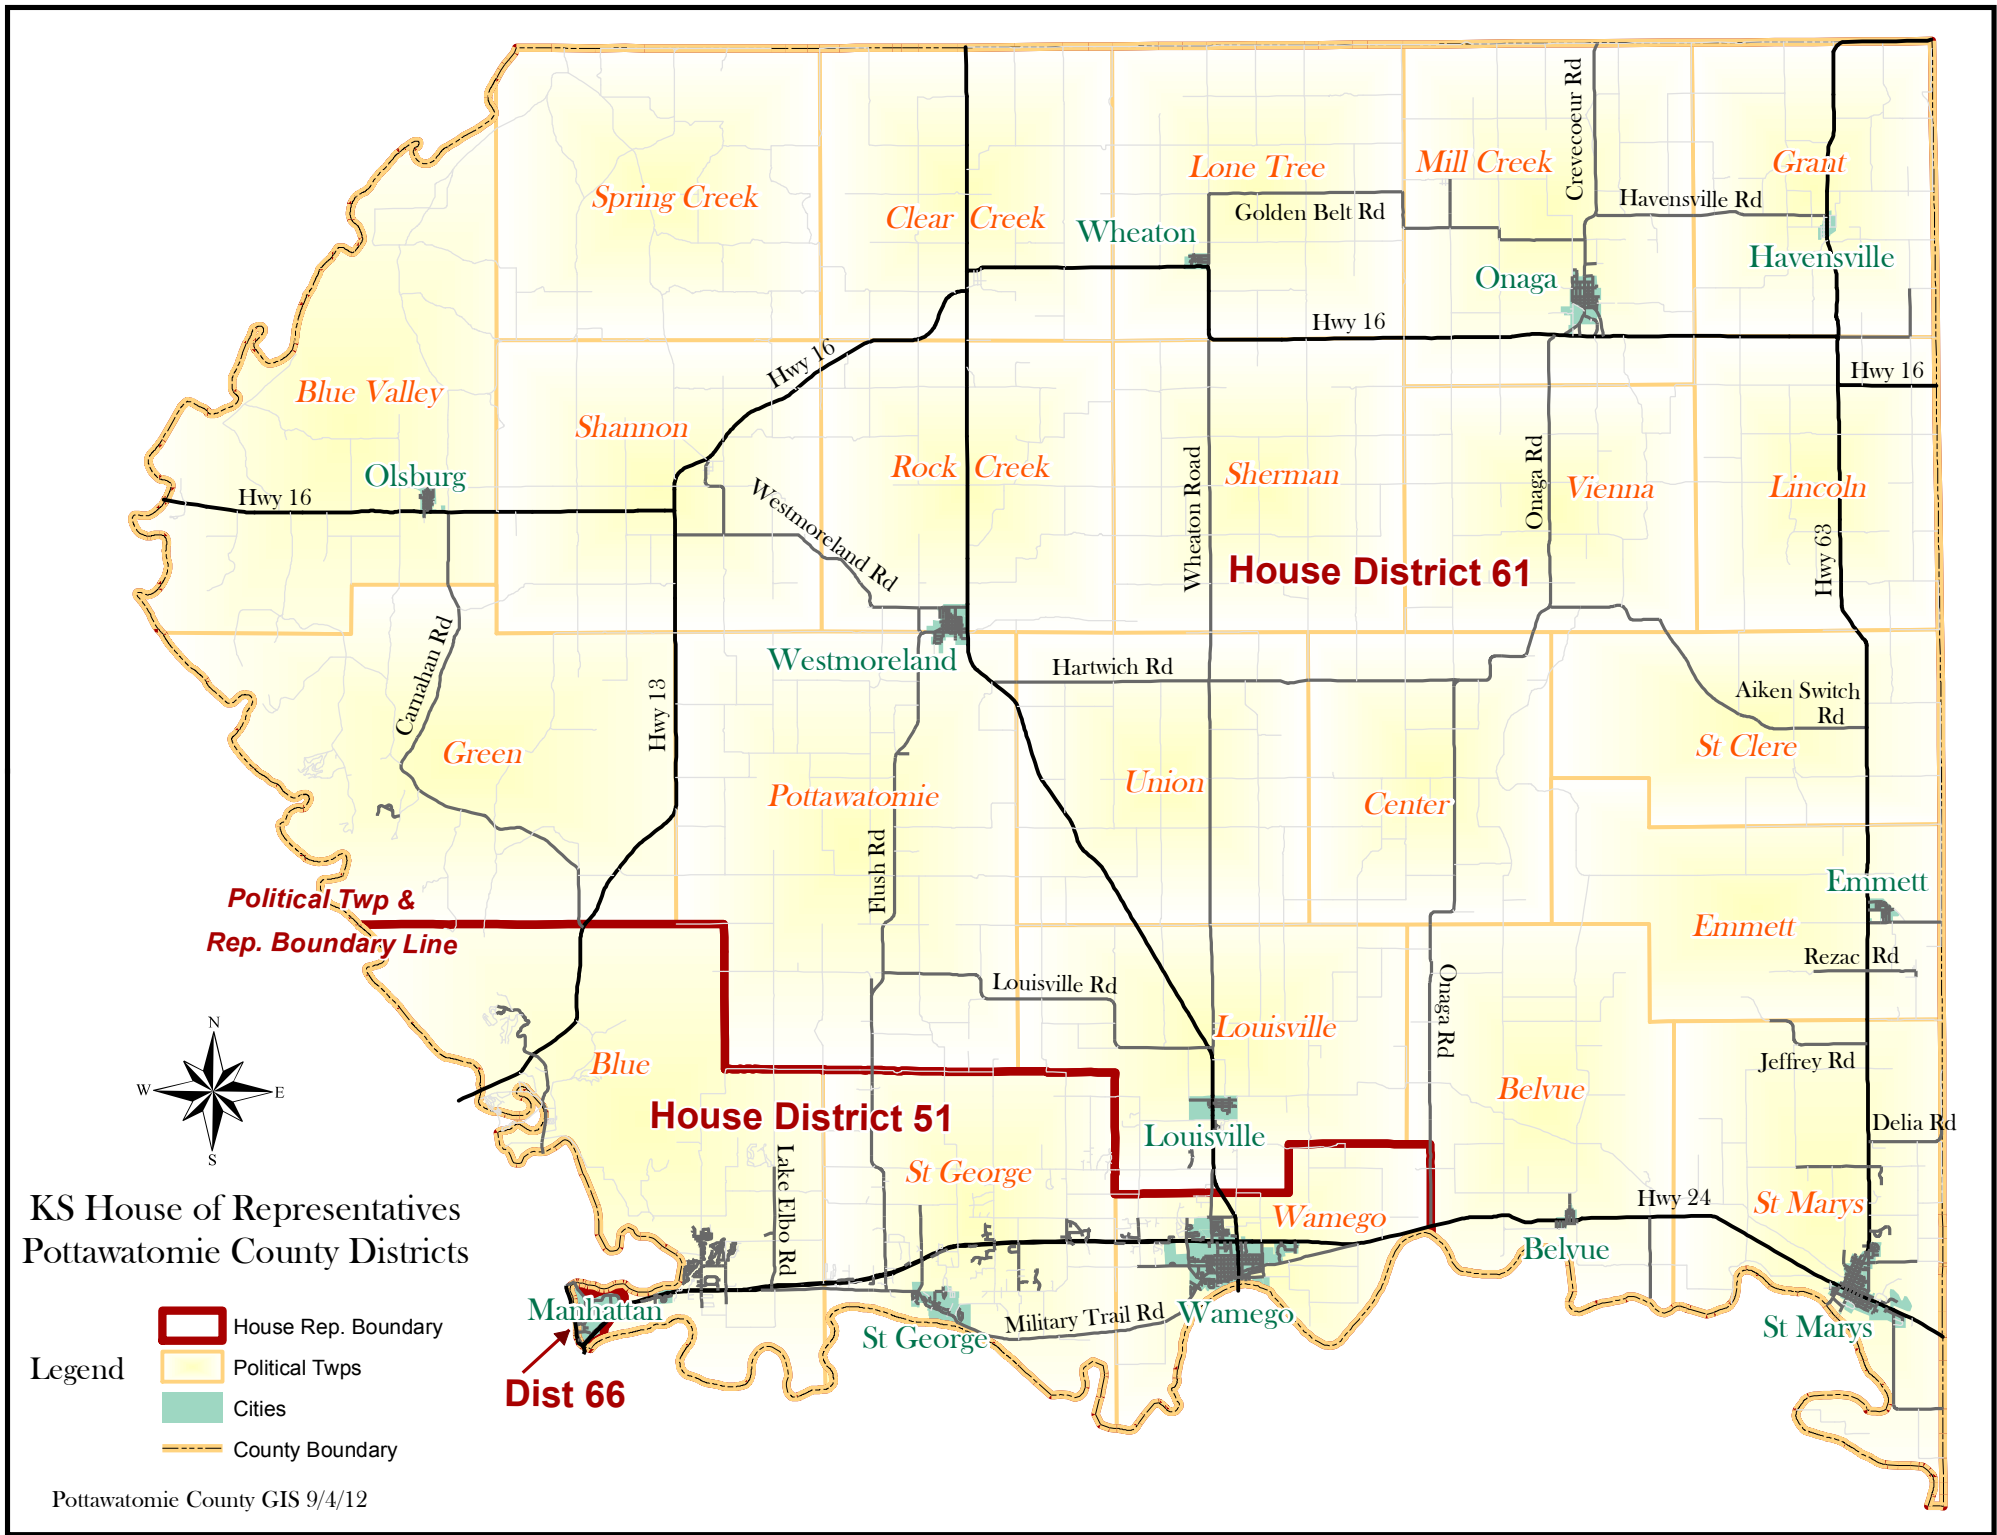 Crevecoeur Rd
Lone Tree
Mill Creek
Grant
Spring Creek
Havensville Rd
Clear Creek
Golden Belt Rd
Wheaton
Havensville
Onaga
Hwy 16
Hwy 16
Hwy 16
Blue Valley
Shannon
Rock Creek
Olsburg
Hwy 16
Westmoreland Rd
Wheaton Road
Sherman
Onaga Rd
Vienna
Lincoln
House District 61
Hwy 63
Carnahan Rd
Westmoreland
Hartwich Rd
Hwy 13
Aiken Switch
Rd
Green
St Clere
Pottawatomie
Union
Center
Flush Rd
Emmett
Political Twp &
Rep. Boundary Line
Emmett
Rezac Rd
Louisville Rd
Onaga Rd
Louisville
N
W
E
S
Blue
Jeffrey Rd
Belvue
House District 51
Delia Rd
Louisville
Lake Elbo Rd
St George
KS House of Representatives
Pottawatomie County Districts
Hwy 24
St Marys
Wamego
Belvue
Manhattan
Military Trail Rd
Wamego
St George
St Marys
Dist 66
Legend
House Rep. Boundary
Political Twps
Cities
County Boundary
Pottawatomie County GIS 9/4/12